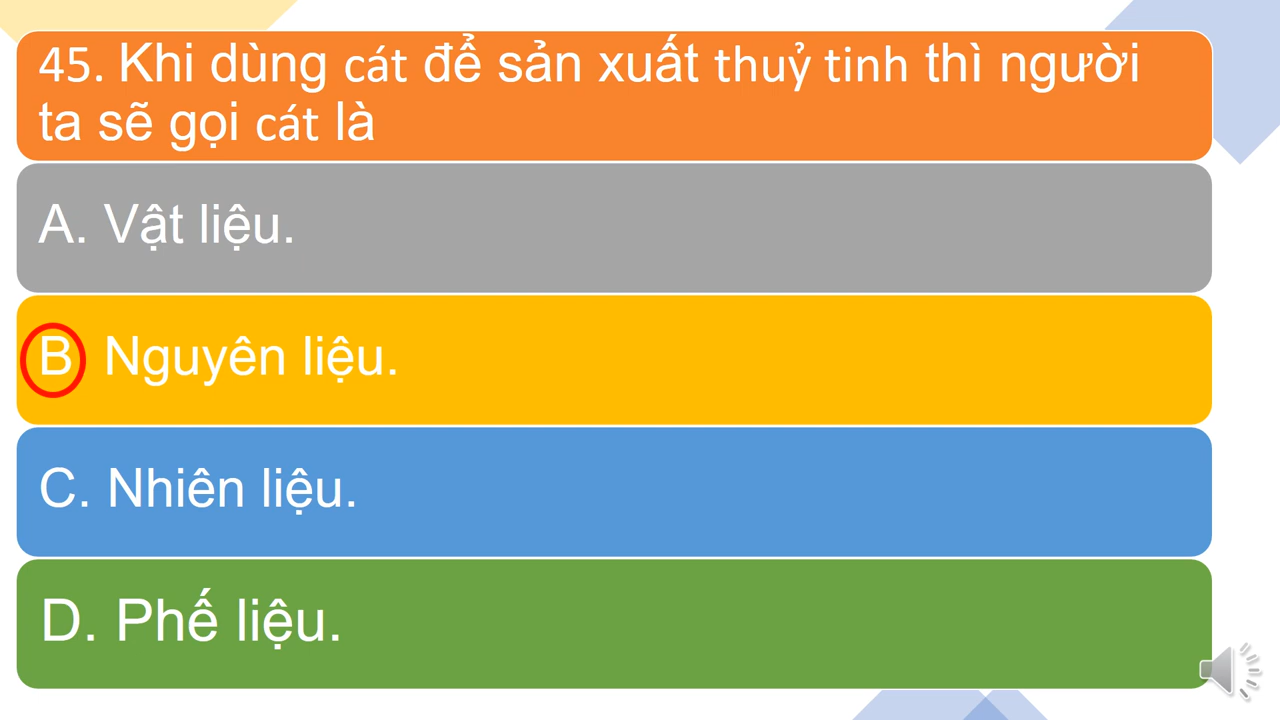 45. Khi dùng cát để sản xuất thuỷ tinh thì người
ta sẽ gọi cát là
A. Vật liệu.
B Nguyên liệu.
C. Nhiên liệu.
D. Phế liệu.